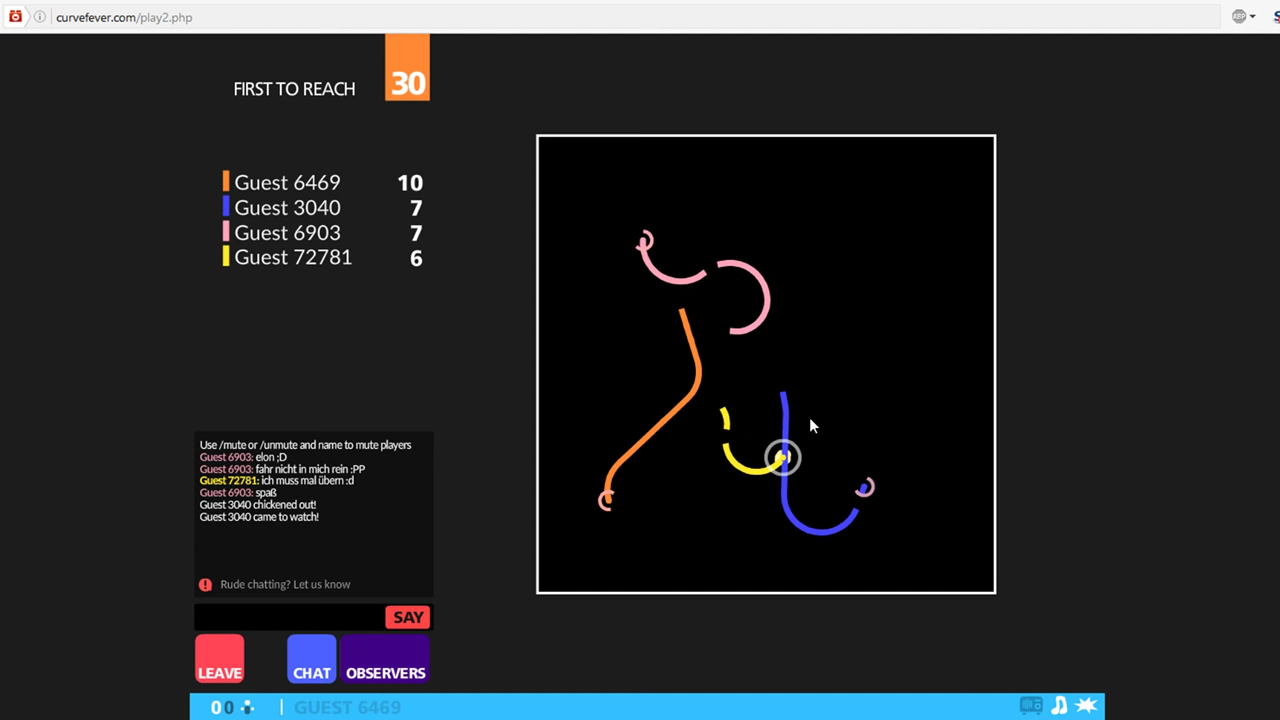 curvefever.com/play2.php
ABP
FIRST TO REACH 30
Guest 6469 10
Guest 3040 7
Guest 6903 7
Guest 72781 6
Use /mute or /unmute and name to mute players
Guest 6903: elon ;D
Guest 6903: fahr nicht in mich rein :PP
Guest 72781: ich muss mal übern :d
Guest 6903: spaß
Guest 3040 chickened out!
Guest 3040 came to watch!
Rude chatting? Let us know
SAY
LEAVE CHAT OBSERVERS
00 | GUEST 6469